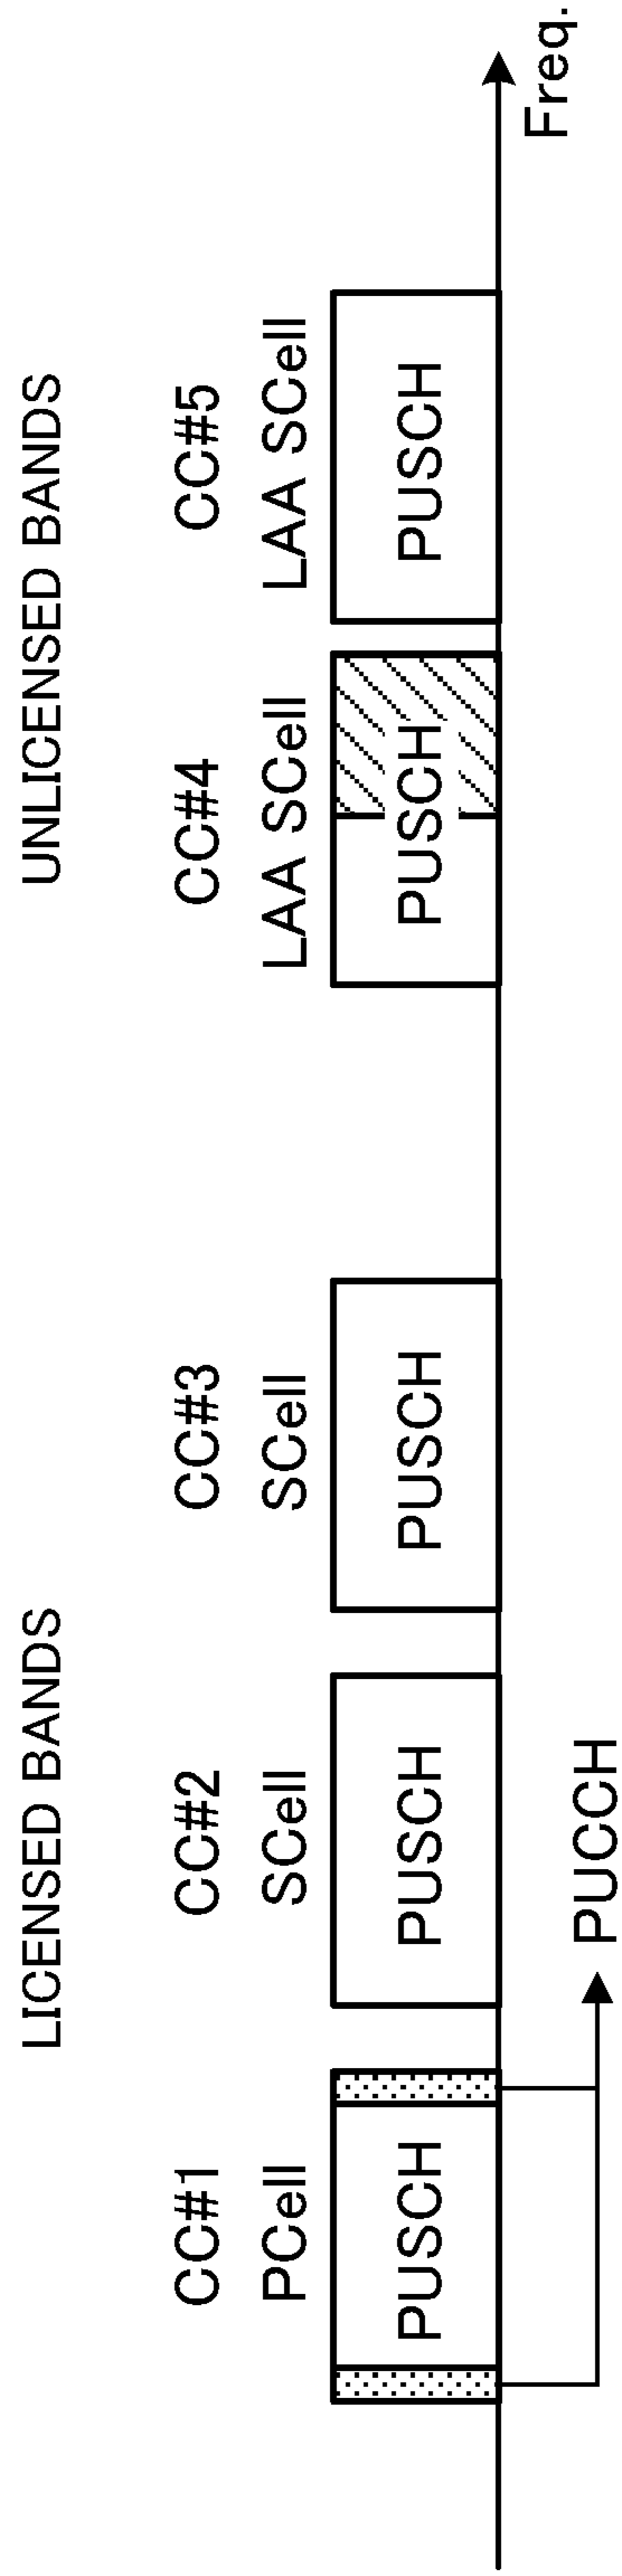 LICENSED BANDS
UNLICENSED BANDS
CC#1
CC#2
CC#3
CC#4
CC#5
PCell
SCell
SCell
LAA SCell
LAA SCell
PUSCH
PUSCH
PUSCH
PUSCH
PUSCH
Freq.
PUCCH